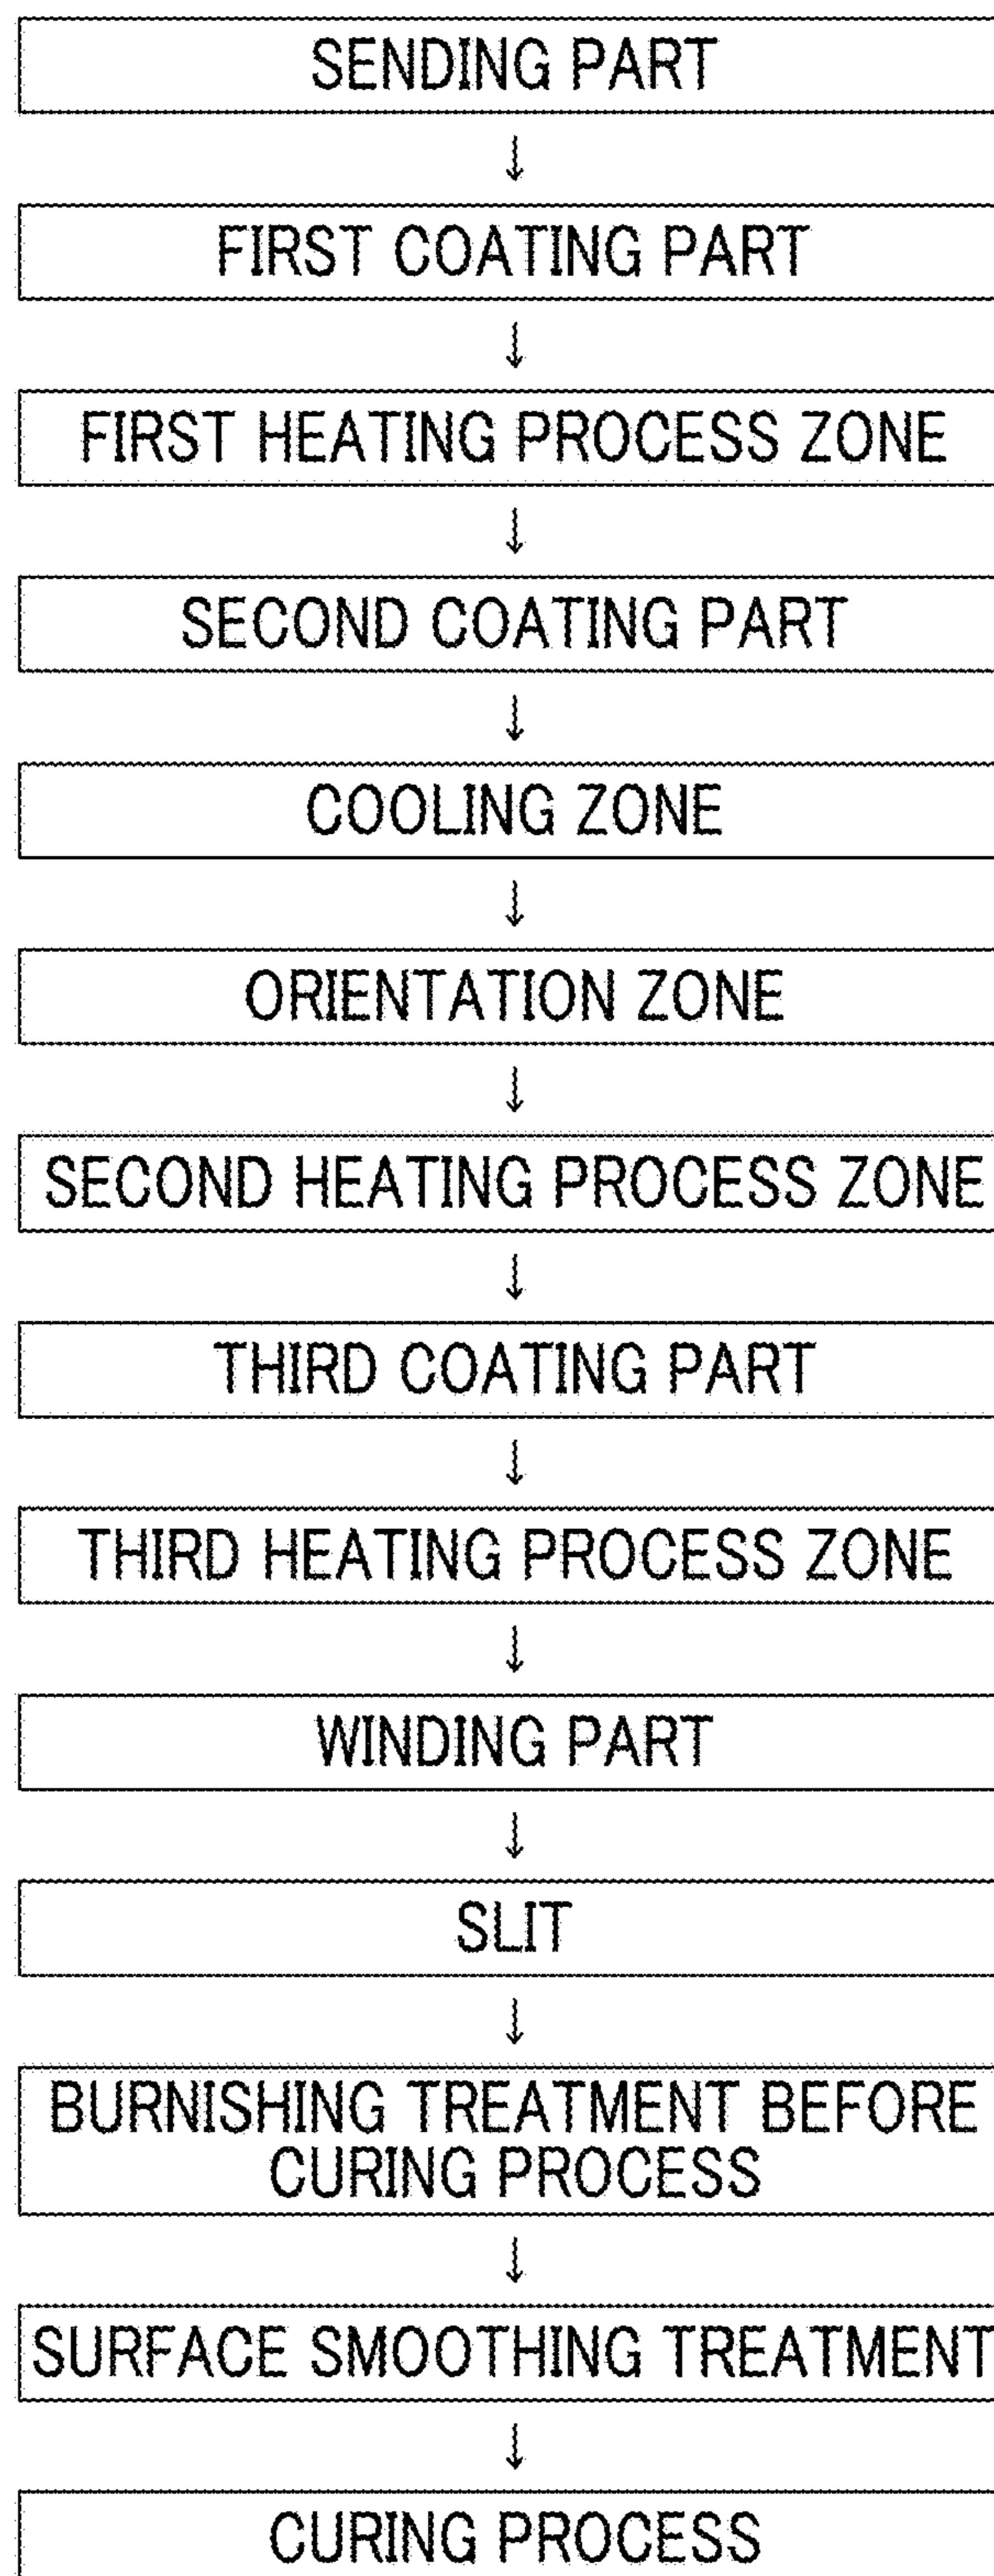 SENDING PART
↓
FIRST COATING PART
↓
FIRST HEATING PROCESS ZONE
↓
SECOND COATING PART
↓
COOLING ZONE
↓
ORIENTATION ZONE
↓
SECOND HEATING PROCESS ZONE
↓
THIRD COATING PART
↓
THIRD HEATING PROCESS ZONE
↓
WINDING PART
↓
SLIT
↓
BURNISHING TREATMENT BEFORE
CURING PROCESS
↓
SURFACE SMOOTHING TREATMENT
↓
CURING PROCESS